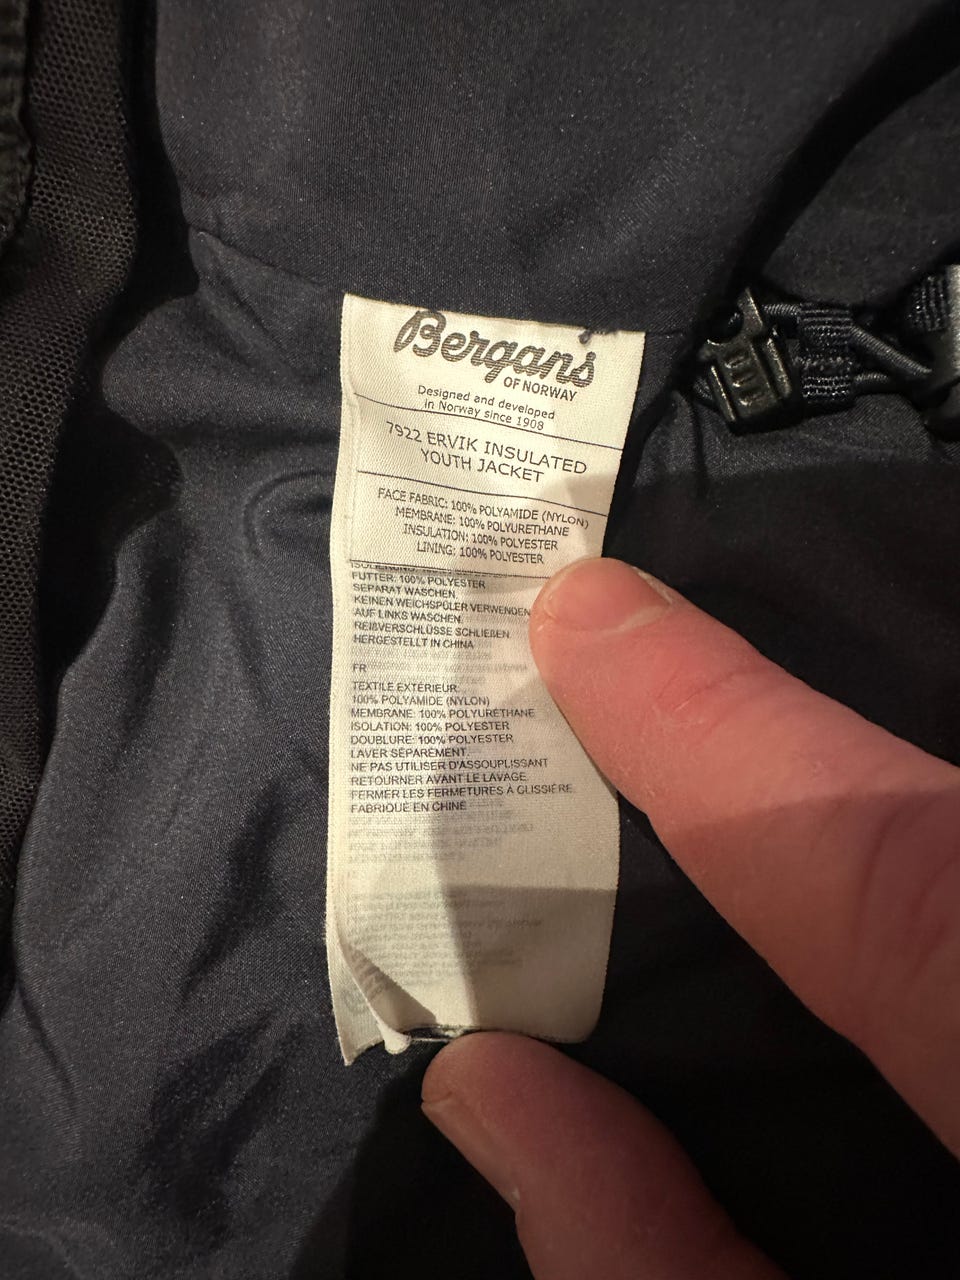 Bergans
OF NORWAY
Designed and developed
in Norway since 1908
7922 ERVIK INSULATED
YOUTH JACKET
FACE FABRIC: 100% POLYAMIDE (NYLON)
MEMBRANE: 100% POLYURETHANE
INSULATION: 100% POLYESTER
LINING: 100% POLYESTER
FUTTER: 100% POLYESTER
SEPARAT WASCHEN.
KEINEN WEICHSPÜLER VERWENDEN
AUF LINKS WASCHEN.
REIßVERSCHLÜSSE SCHLIEßEN.
HERGESTELLT IN CHINA
FR
TEXTILE EXTÉRIEUR:
100% POLYAMIDE (NYLON)
MEMBRANE: 100% POLYURÉTHANE
ISOLATION: 100% POLYESTER
DOUBLURE: 100% POLYESTER
LAVER SÉPARÉMENT.
NE PAS UTILISER D'ASSOUPLISSANT
RETOURNER AVANT LE LAVAGE.
FERMER LES FERMETURES À GLISSIÈRE.
FABRIQUÉ EN CHINE